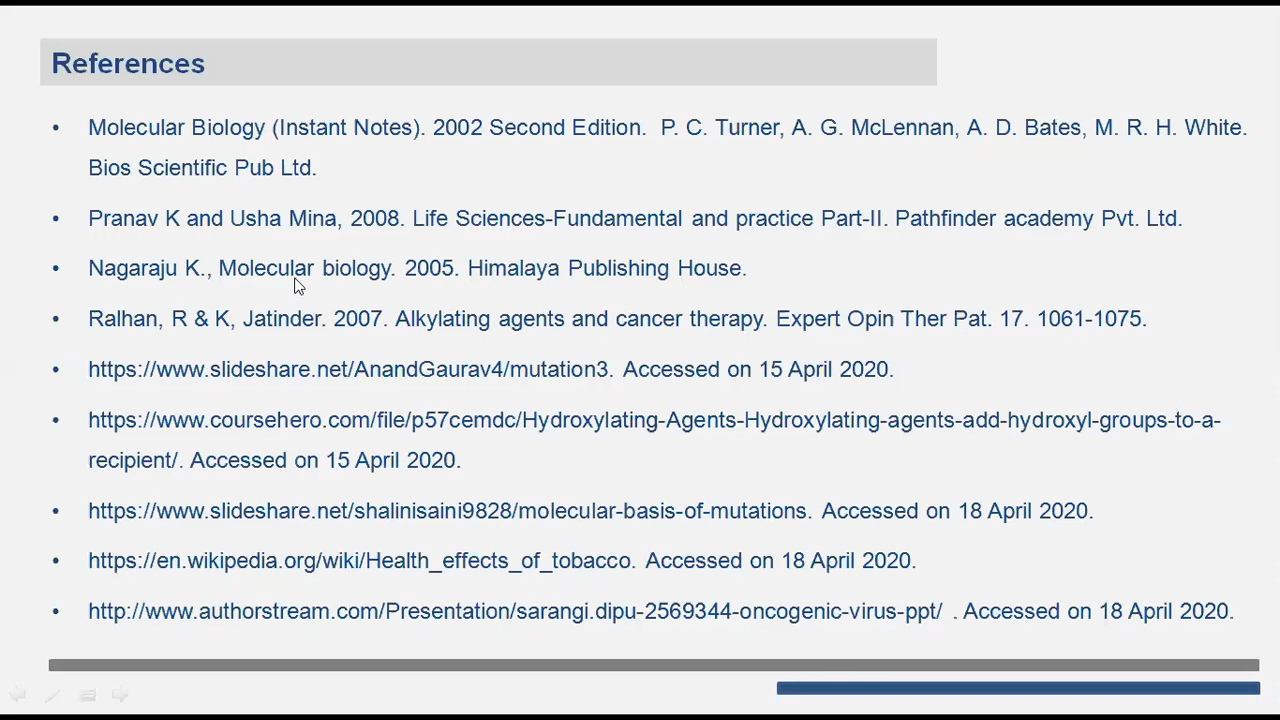 References
• Molecular Biology (Instant Notes). 2002 Second Edition.  P. C. Turner, A. G. McLennan, A. D. Bates, M. R. H. White.
Bios Scientific Pub Ltd.
• Pranav K and Usha Mina, 2008. Life Sciences-Fundamental and practice Part-II. Pathfinder academy Pvt. Ltd.
• Nagaraju K., Molecular biology. 2005. Himalaya Publishing House.
• Ralhan, R & K, Jatinder. 2007. Alkylating agents and cancer therapy. Expert Opin Ther Pat. 17. 1061-1075.
• https://www.slideshare.net/AnandGaurav4/mutation3. Accessed on 15 April 2020.
• https://www.coursehero.com/file/p57cemdc/Hydroxylating-Agents-Hydroxylating-agents-add-hydroxyl-groups-to-a-
recipient/. Accessed on 15 April 2020.
• https://www.slideshare.net/shalinisaini9828/molecular-basis-of-mutations. Accessed on 18 April 2020.
• https://en.wikipedia.org/wiki/Health_effects_of_tobacco. Accessed on 18 April 2020.
• http://www.authorstream.com/Presentation/sarangi.dipu-2569344-oncogenic-virus-ppt/ . Accessed on 18 April 2020.